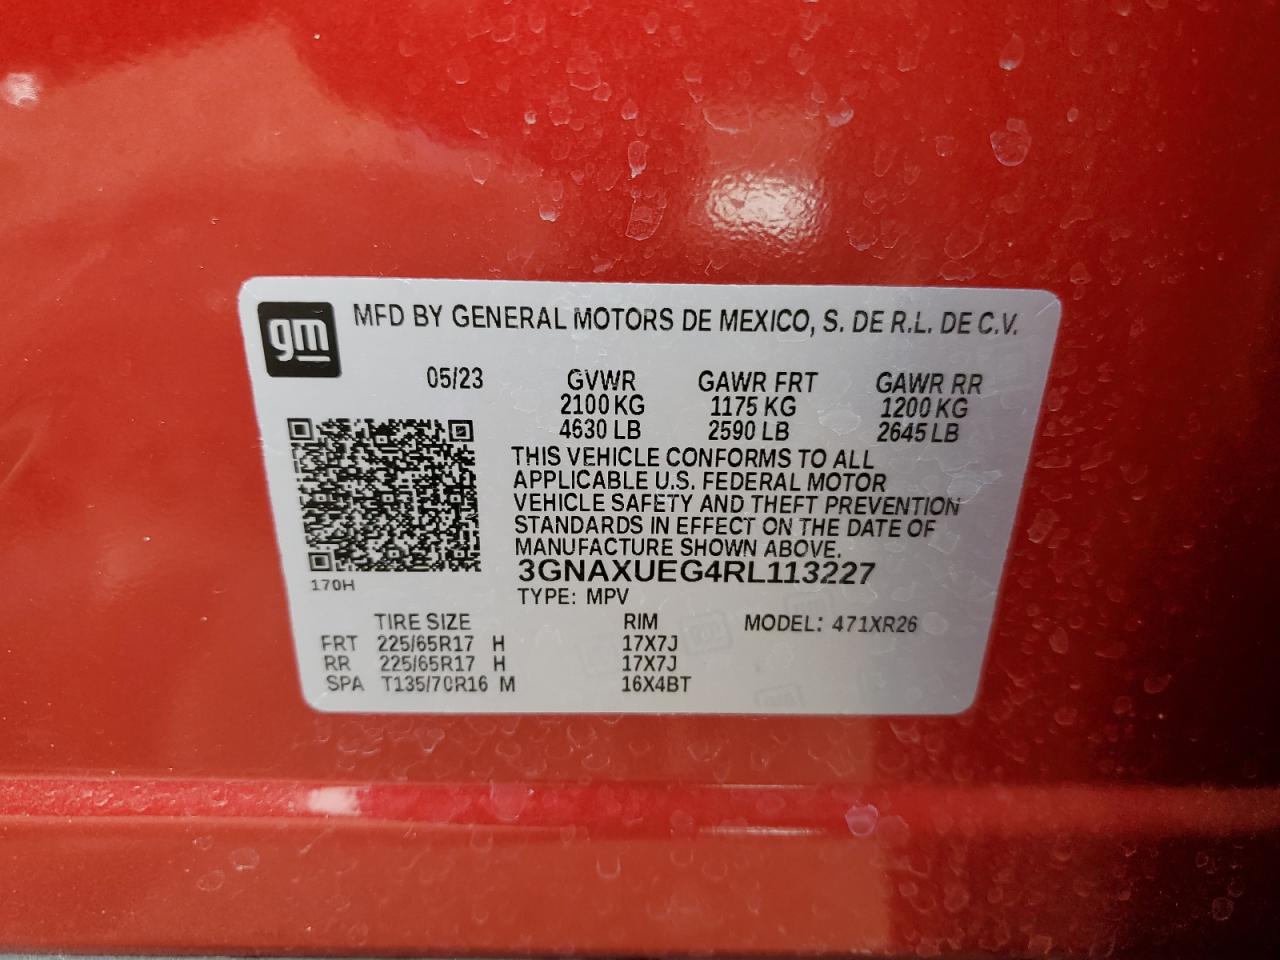 gm
MFD BY GENERAL MOTORS DE MEXICO, S. DE R.L. DE C.V.
05/23 GVWR GAWR FRT GAWR RR
2100 KG 1175 KG 1200 KG
4630 LB 2590 LB 2645 LB
THIS VEHICLE CONFORMS TO ALL
APPLICABLE U.S. FEDERAL MOTOR
VEHICLE SAFETY AND THEFT PREVENTION
STANDARDS IN EFFECT ON THE DATE OF
MANUFACTURE SHOWN ABOVE.
170H
3GNAXUEG4RL113227
TYPE: MPV
TIRE SIZE RIM MODEL: 471XR26
FRT 225/65R17 H 17X7J
RR 225/65R17 H 17X7J
SPA T135/70R16 M 16X4BT